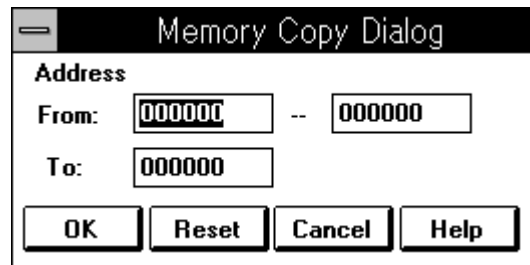 Memory Copy Dialog
Address
From: 000000 -- 000000
To: 000000
OK Reset Cancel Help